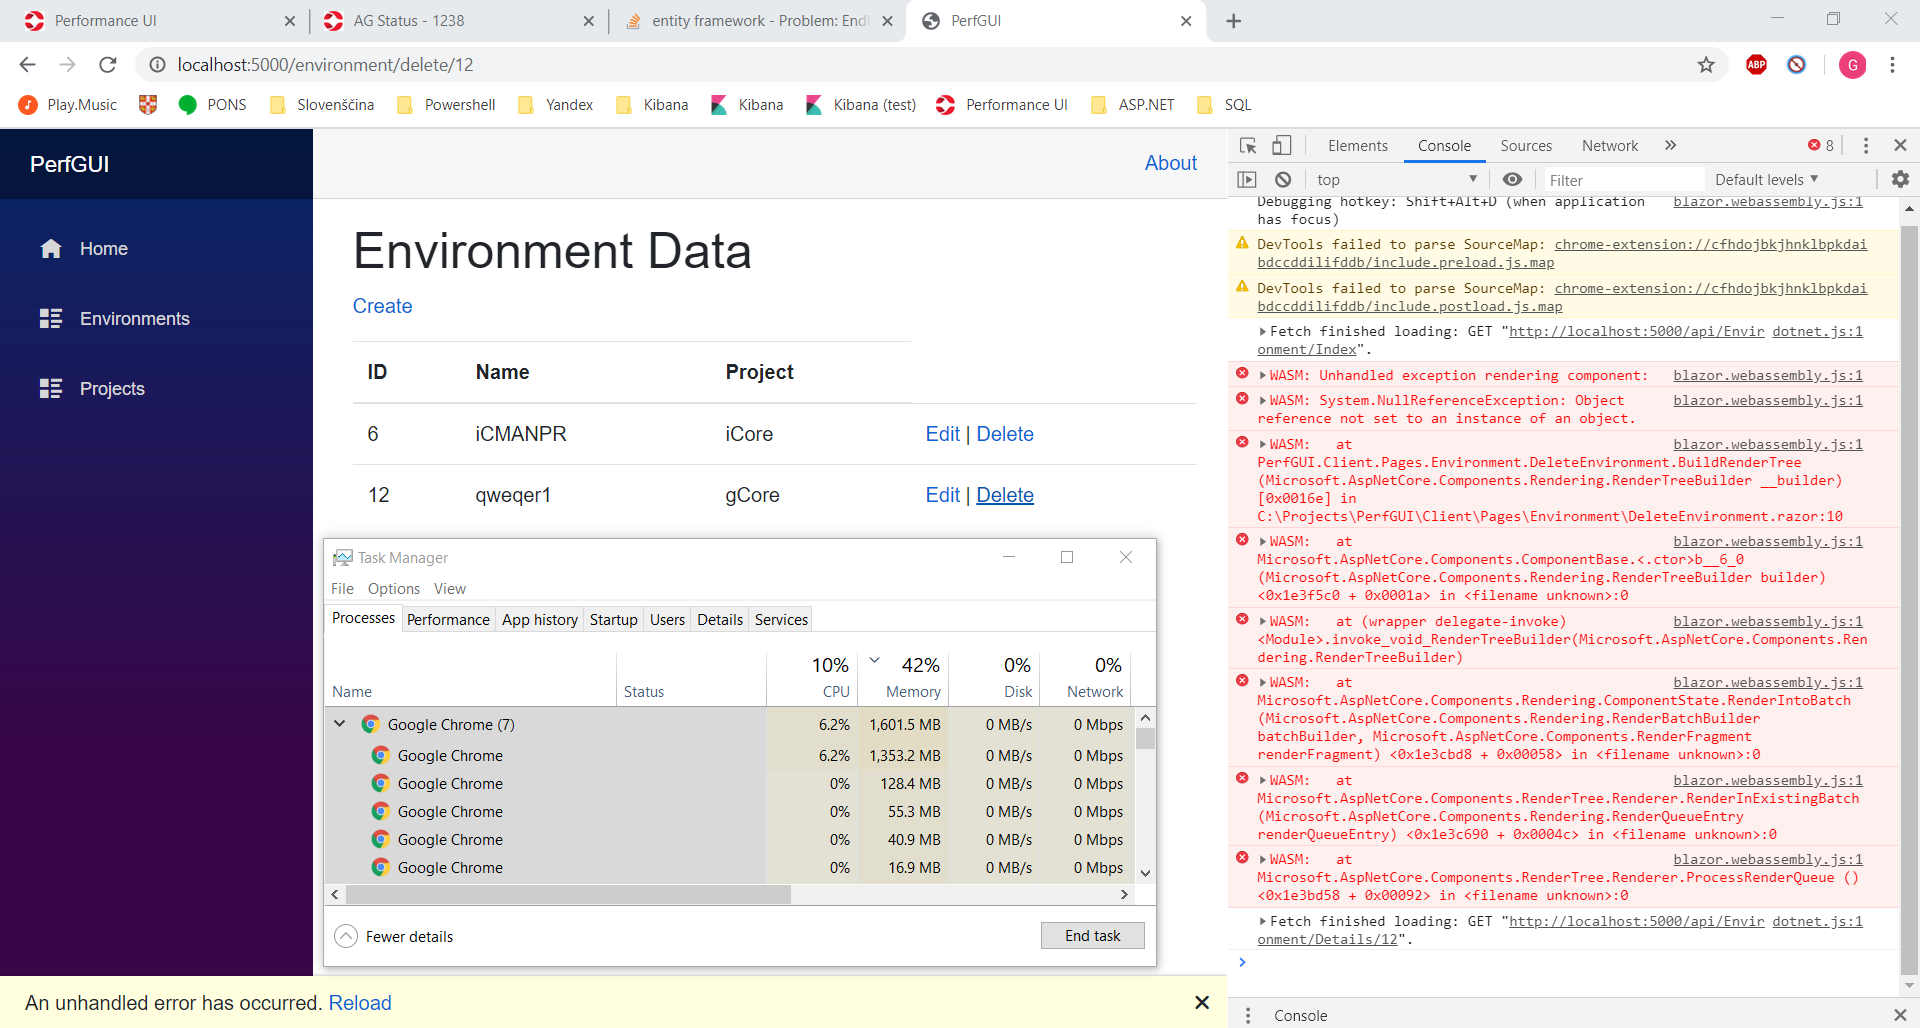 Performance UI
AG Status - 1238
entity framework - Problem: Endl
PerfGUI
localhost:5000/environment/delete/12
ABP
G
Play.Music
PONS
Slovenščina
Powershell
Yandex
Kibana
Kibana
Kibana (test)
Performance UI
ASP.NET
SQL
PerfGUI
Home
Environments
Projects
About
Environment Data
Create
ID Name Project
6 iCMANPR iCore Edit | Delete
12 qweqer1 gCore Edit | Delete
Task Manager
File Options View
Processes Performance App history Startup Users Details Services
10% 42% 0% 0%
Name Status CPU Memory Disk Network
Google Chrome (7) 6.2% 1,601.5 MB 0 MB/s 0 Mbps
Google Chrome 6.2% 1,353.2 MB 0 MB/s 0 Mbps
Google Chrome 0% 128.4 MB 0 MB/s 0 Mbps
Google Chrome 0% 55.3 MB 0 MB/s 0 Mbps
Google Chrome 0% 40.9 MB 0 MB/s 0 Mbps
Google Chrome 0% 16.9 MB 0 MB/s 0 Mbps
Fewer details
End task
An unhandled error has occurred. Reload
Elements Console Sources Network 8
top Filter Default levels
Debugging hotkey: Shift+Alt+D (when application blazor.webassembly.js:1
has focus)
DevTools failed to parse SourceMap: chrome-extension://cfhdojbkjhnklbpkdai
bdccddilifddb/include.preload.js.map
DevTools failed to parse SourceMap: chrome-extension://cfhdojbkjhnklbpkdai
bdccddilifddb/include.postload.js.map
Fetch finished loading: GET "http://localhost:5000/api/Envir dotnet.js:1
onment/Index".
WASM: Unhandled exception rendering component: blazor.webassembly.js:1
WASM: System.NullReferenceException: Object blazor.webassembly.js:1
reference not set to an instance of an object.
WASM: at blazor.webassembly.js:1
PerfGUI.Client.Pages.Environment.DeleteEnvironment.BuildRenderTree
(Microsoft.AspNetCore.Components.Rendering.RenderTreeBuilder __builder)
[0x0016e] in
C:\Projects\PerfGUI\Client\Pages\Environment\DeleteEnvironment.razor:10
WASM: at blazor.webassembly.js:1
Microsoft.AspNetCore.Components.ComponentBase.<.ctor>b__6_0
(Microsoft.AspNetCore.Components.Rendering.RenderTreeBuilder builder)
<0x1e3f5c0 + 0x0001a> in <filename unknown>:0
WASM: at (wrapper delegate-invoke) blazor.webassembly.js:1
<Module>.invoke_void_RenderTreeBuilder(Microsoft.AspNetCore.Components.Ren
dering.RenderTreeBuilder)
WASM: at blazor.webassembly.js:1
Microsoft.AspNetCore.Components.Rendering.ComponentState.RenderIntoBatch
(Microsoft.AspNetCore.Components.Rendering.RenderBatchBuilder
batchBuilder, Microsoft.AspNetCore.Components.RenderFragment
renderFragment) <0x1e3cbd8 + 0x00058> in <filename unknown>:0
WASM: at blazor.webassembly.js:1
Microsoft.AspNetCore.Components.RenderTree.Renderer.RenderInExistingBatch
(Microsoft.AspNetCore.Components.Rendering.RenderQueueEntry
renderQueueEntry) <0x1e3c690 + 0x0004c> in <filename unknown>:0
WASM: at blazor.webassembly.js:1
Microsoft.AspNetCore.Components.RenderTree.Renderer.ProcessRenderQueue ()
<0x1e3bd58 + 0x00092> in <filename unknown>:0
Fetch finished loading: GET "http://localhost:5000/api/Envir dotnet.js:1
onment/Details/12".
Console